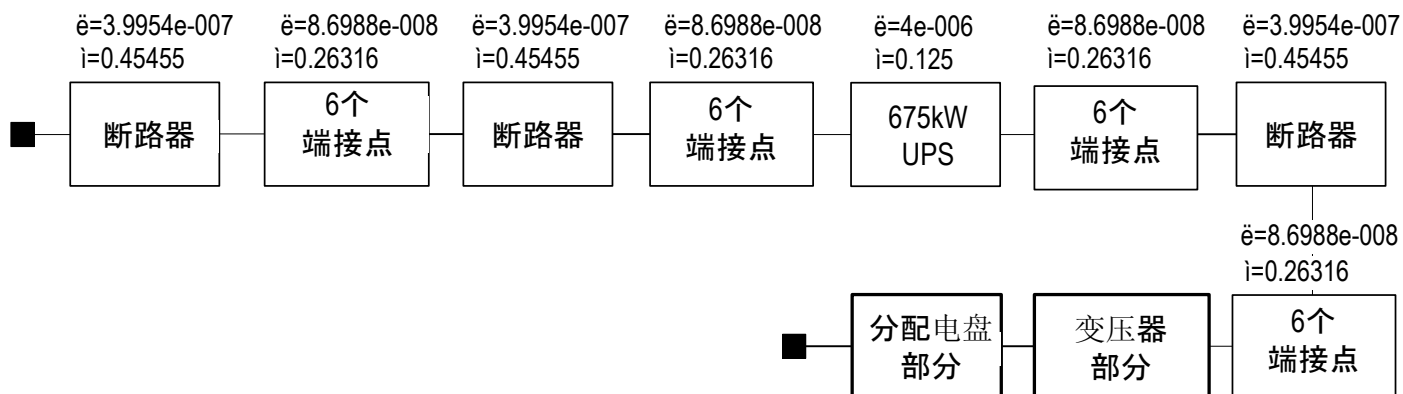 ë=3.9954e-007
ì=0.45455
断路器
ë=8.6988e-008
ì=0.26316
6个
端接点
ë=3.9954e-007
ì=0.45455
断路器
ë=8.6988e-008
ì=0.26316
6个
端接点
ë=4e-006
ì=0.125
675kW
UPS
ë=8.6988e-008
ì=0.26316
6个
端接点
ë=3.9954e-007
ì=0.45455
断路器
ë=8.6988e-008
ì=0.26316
6个
端接点
变压器
部分
分配电盘
部分